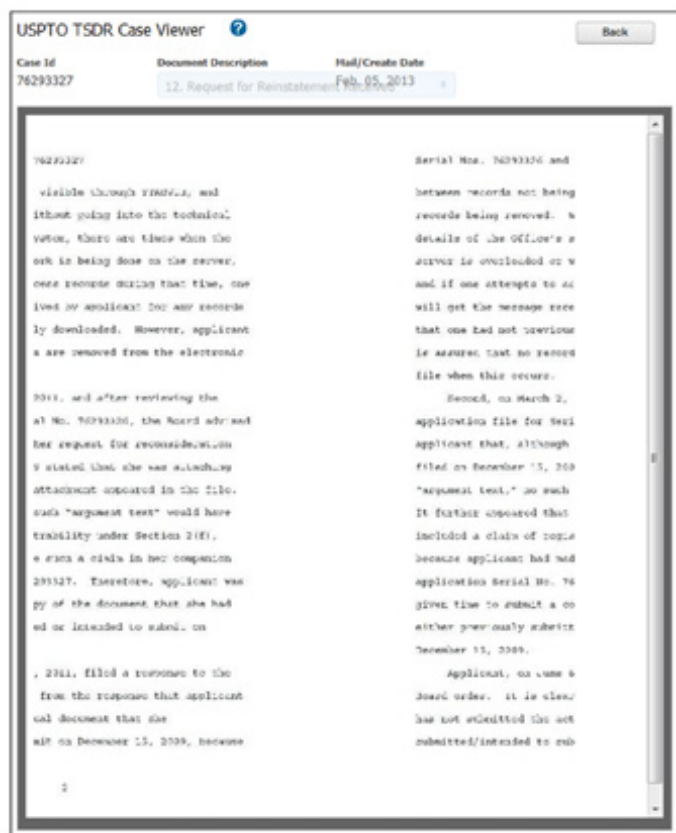 USPTO TSDR Case Viewer
Back
Case Id
Document Description
Mail/Create Date
76293327
12. Request for Reinstatement Received
Feb. 05, 2013
76293327
visible through TTABVUE, and
ithout going into the technical
ystem, there are times when the
ork is being done on the server,
cess records during that time, one
ived by applicant for any records
ly downloaded. However, applicant
s are removed from the electronic
2011, and after reviewing the
al No. 76293326, the Board advised
her request for reconsideration
9 stated that she was attaching
attachment appeared in the file.
such "argument text" would have
trability under Section 2(f),
e such a claim in her companion
293327. Therefore, applicant was
py of the document that she had
ed or intended to submit on
, 2011, filed a response to the
from the response that applicant
ual document that she
mit on December 15, 2009, because
2
Serial Nos. 76293326 and
between records not being
records being removed. W
details of the Office's s
server is overloaded or w
and if one attempts to ac
will get the message rece
that one had not previous
is assured that no record
file when this occurs.
Second, on March 2,
application file for Seri
applicant that, although
filed on December 15, 200
"argument text," no such
It further appeared that
included a claim of regis
because applicant had mad
application Serial No. 76
given time to submit a co
either previously submitt
December 15, 2009.
Applicant, on June 6
Board order. It is clear
has not submitted the act
submitted/intended to sub